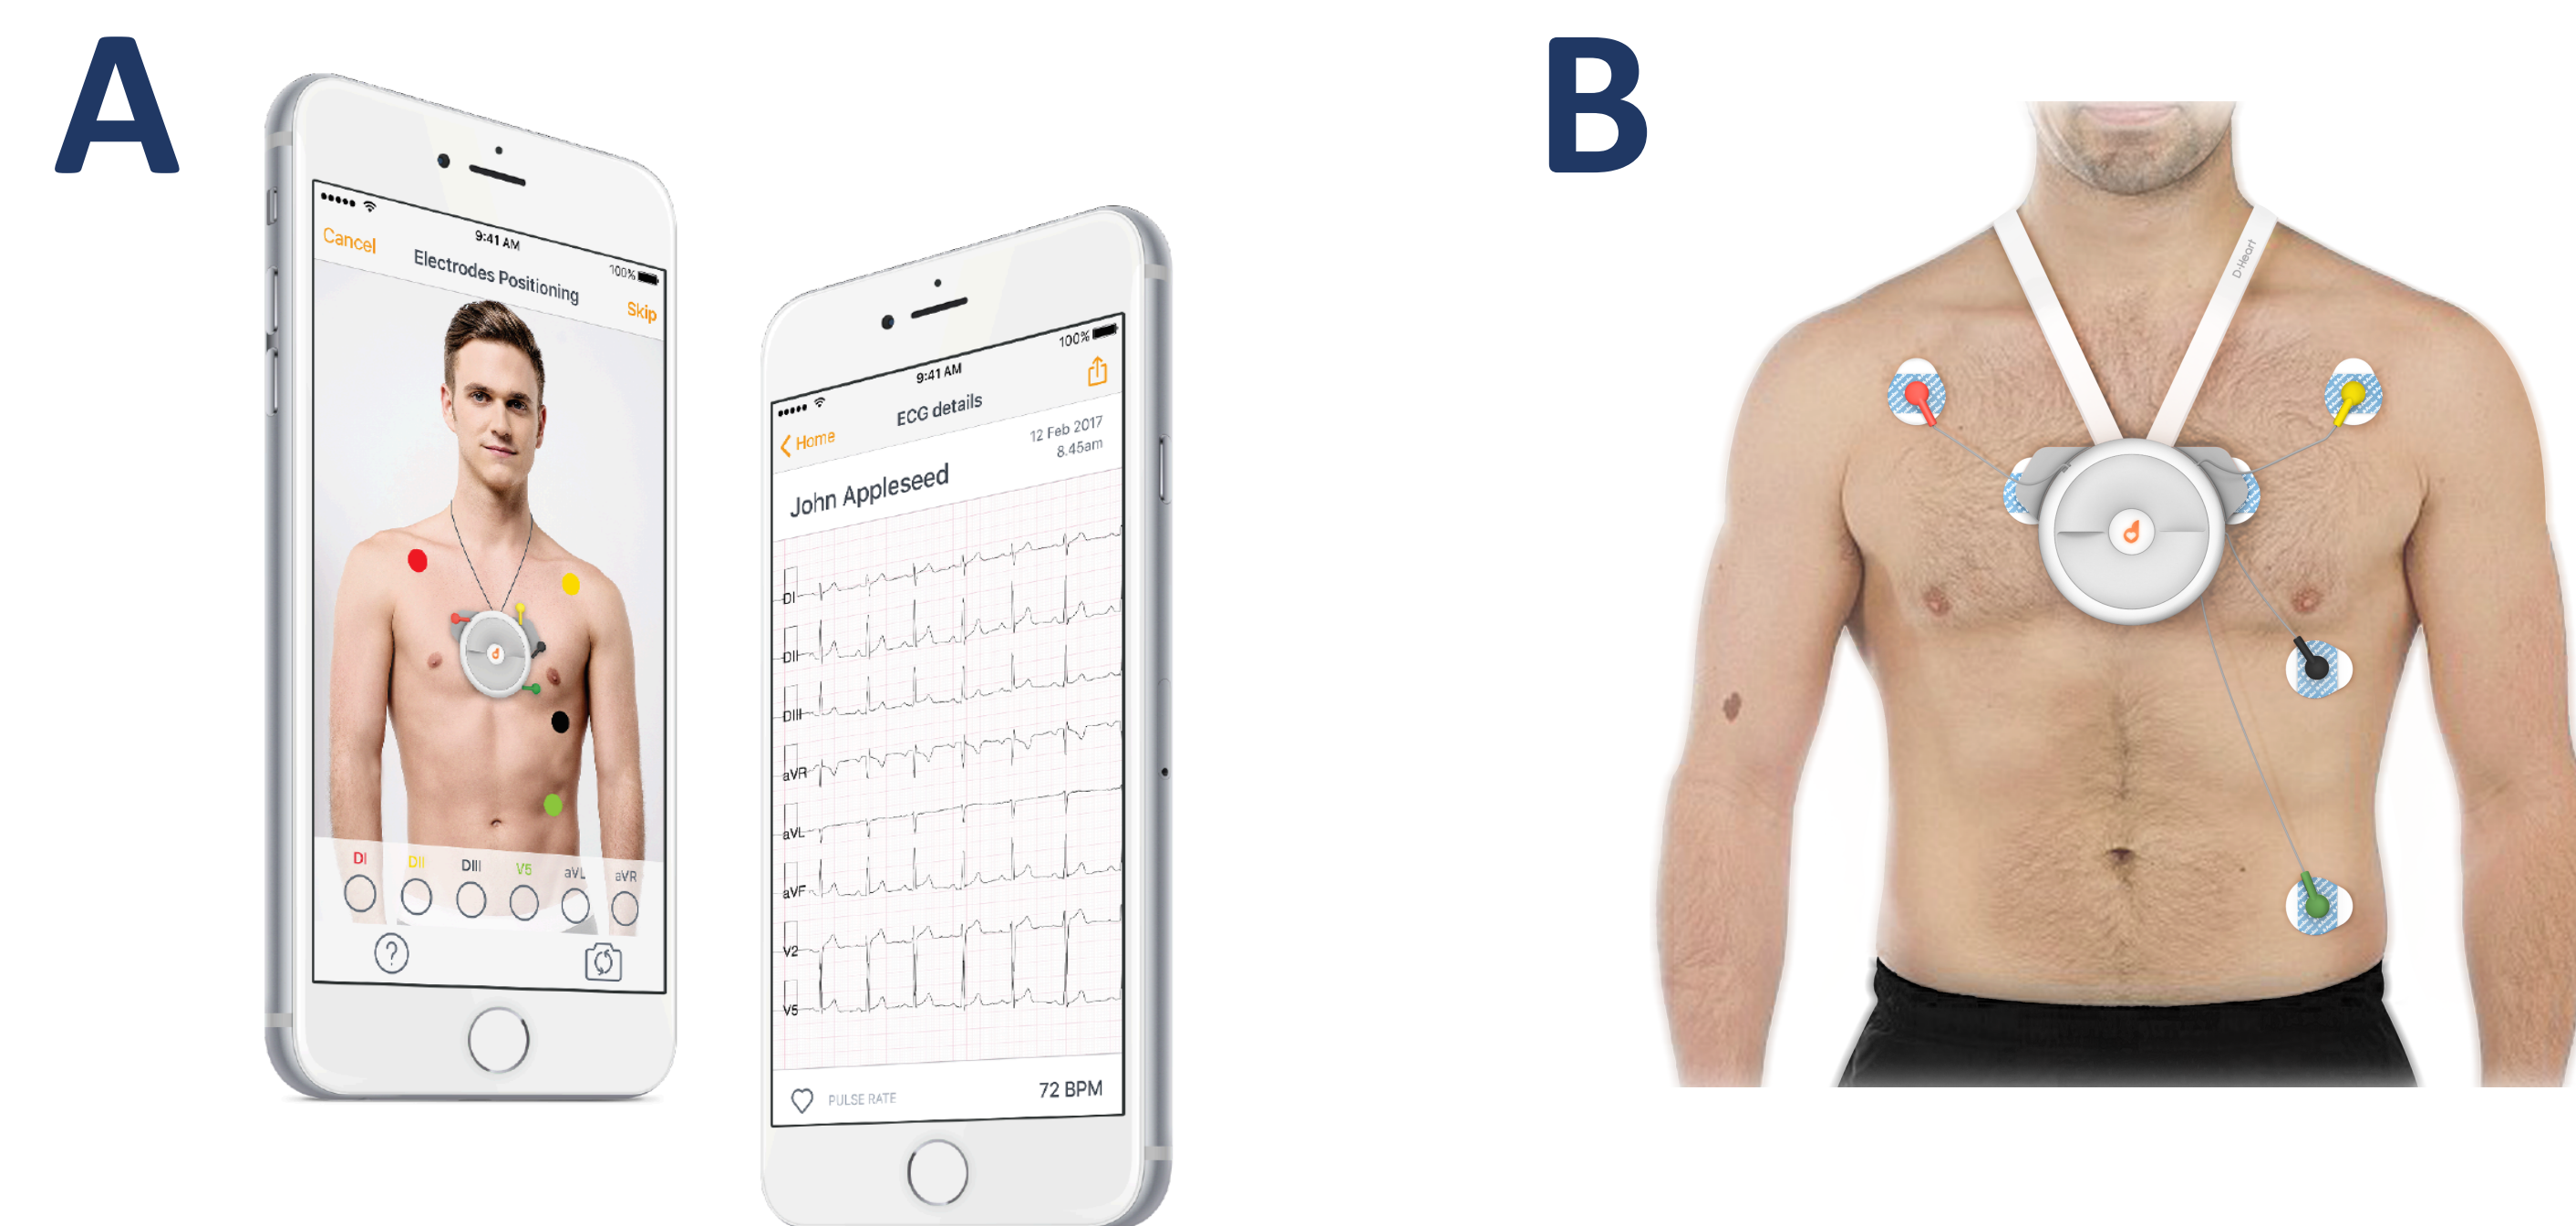 A
B
9:41 AM
100%
Cancel
Electrodes Positioning
Skip
DI
DII
DIII
V5
aVL
aVR
?
100%
9:41 AM
Home
ECG details
12 Feb 2017
8.45am
John Appleseed
DI
DII
DIII
aVR
aVL
aVF
V2
V5
PULSE RATE
72 BPM
D-Heart